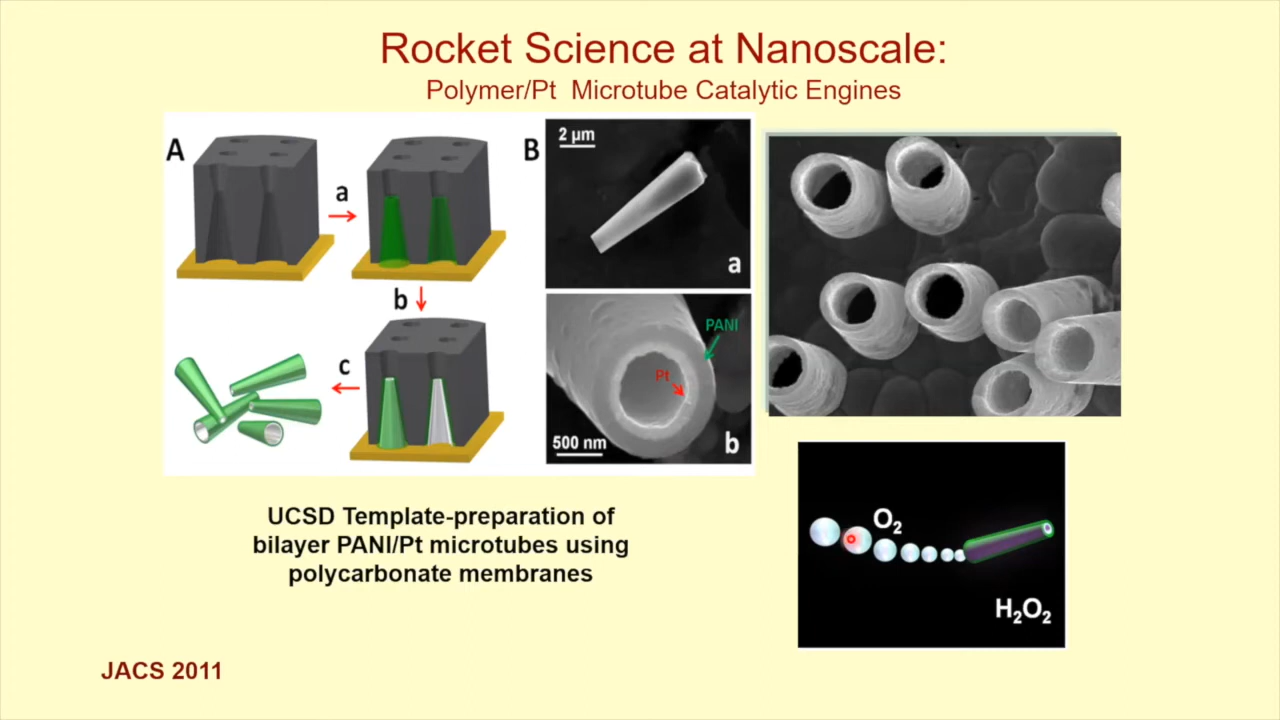 Rocket Science at Nanoscale:
Polymer/Pt Microtube Catalytic Engines
A
a
b
c
B
2 µm
a
PANI
Pt
500 nm
b
O₂
H₂O₂
UCSD Template-preparation of
bilayer PANI/Pt microtubes using
polycarbonate membranes
JACS 2011